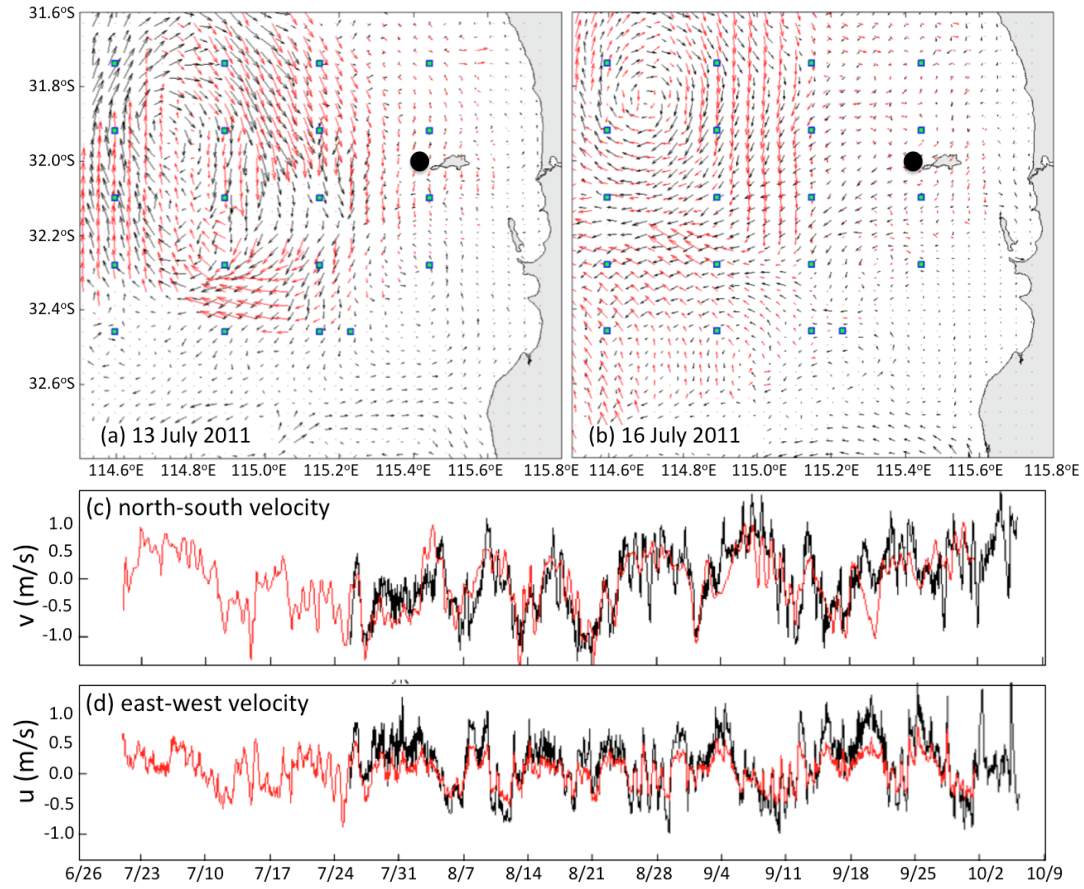 31.6°S
31.8°S
32.0°S
32.2°S
32.4°S
32.6°S
(a) 13 July 2011
(b) 16 July 2011
114.6°E 114.8°E 115.0°E 115.2°E 115.4°E 115.6°E 115.8°E
114.6°E 114.8°E 115.0°E 115.2°E 115.4°E 115.6°E 115.8°E
(c) north-south velocity
v (m/s)
1.0
0.5
0.0
-0.5
-1.0
(d) east-west velocity
u (m/s)
1.0
0.5
0.0
-0.5
-1.0
6/26 7/23 7/10 7/17 7/24 7/31 8/7 8/14 8/21 8/28 9/4 9/11 9/18 9/25 10/2 10/9